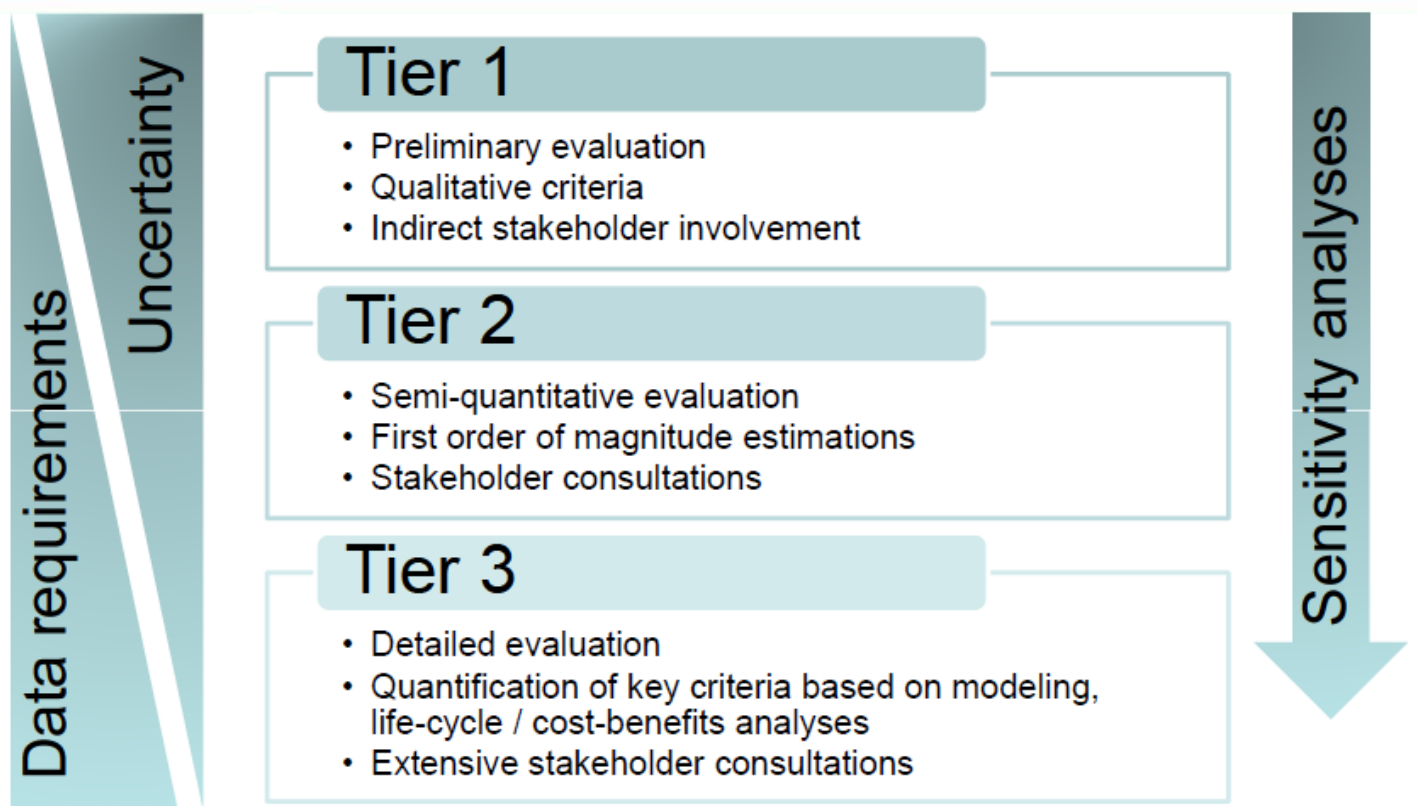 Data requirements
Uncertainty
Tier 1
• Preliminary evaluation
• Qualitative criteria
• Indirect stakeholder involvement
Tier 2
• Semi-quantitative evaluation
• First order of magnitude estimations
• Stakeholder consultations
Tier 3
• Detailed evaluation
• Quantification of key criteria based on modeling,
life-cycle / cost-benefits analyses
• Extensive stakeholder consultations
Sensitivity analyses